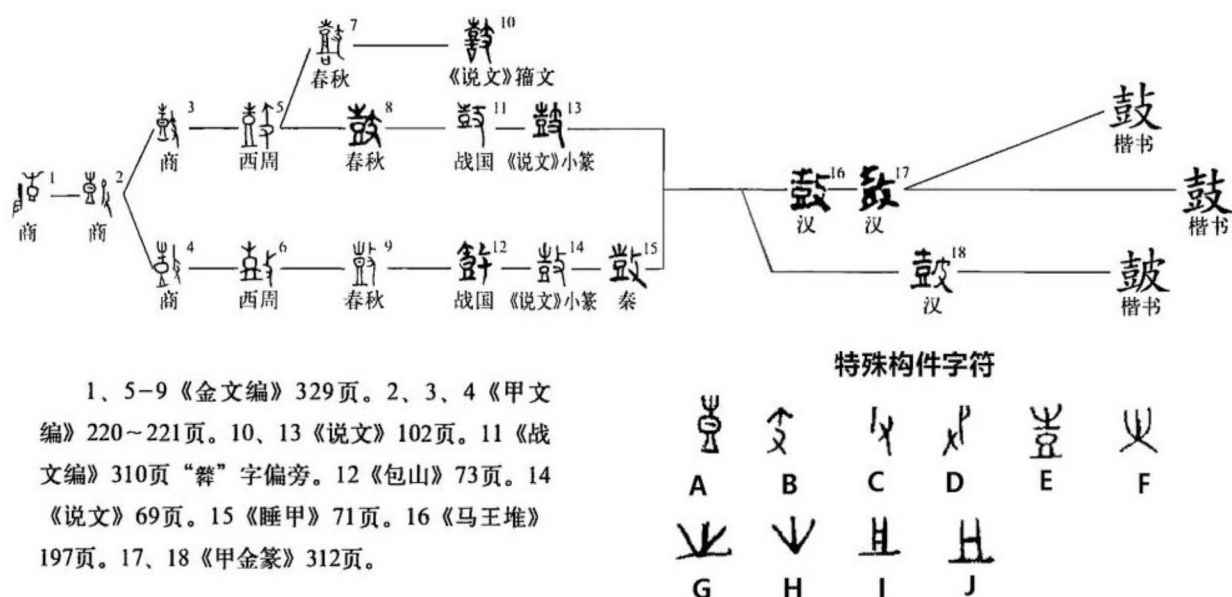 7
10
春秋
《说文》籀文
3
5
8
11
13
鼓
商
西周
春秋
战国
《说文》小篆
楷书
1
2
16
17
鼓
商
商
汉
汉
楷书
4
6
9
12
14
15
18
皷
商
西周
春秋
战国
《说文》小篆
秦
汉
楷书
1、5-9《金文编》329页。2、3、4《甲文
编》220~221页。10、13《说文》102页。11《战
文编》310页“鼜”字偏旁。12《包山》73页。14
《说文》69页。15《睡甲》71页。16《马王堆》
197页。17、18《甲金篆》312页。
特殊构件字符
A B C D E F
G H I J